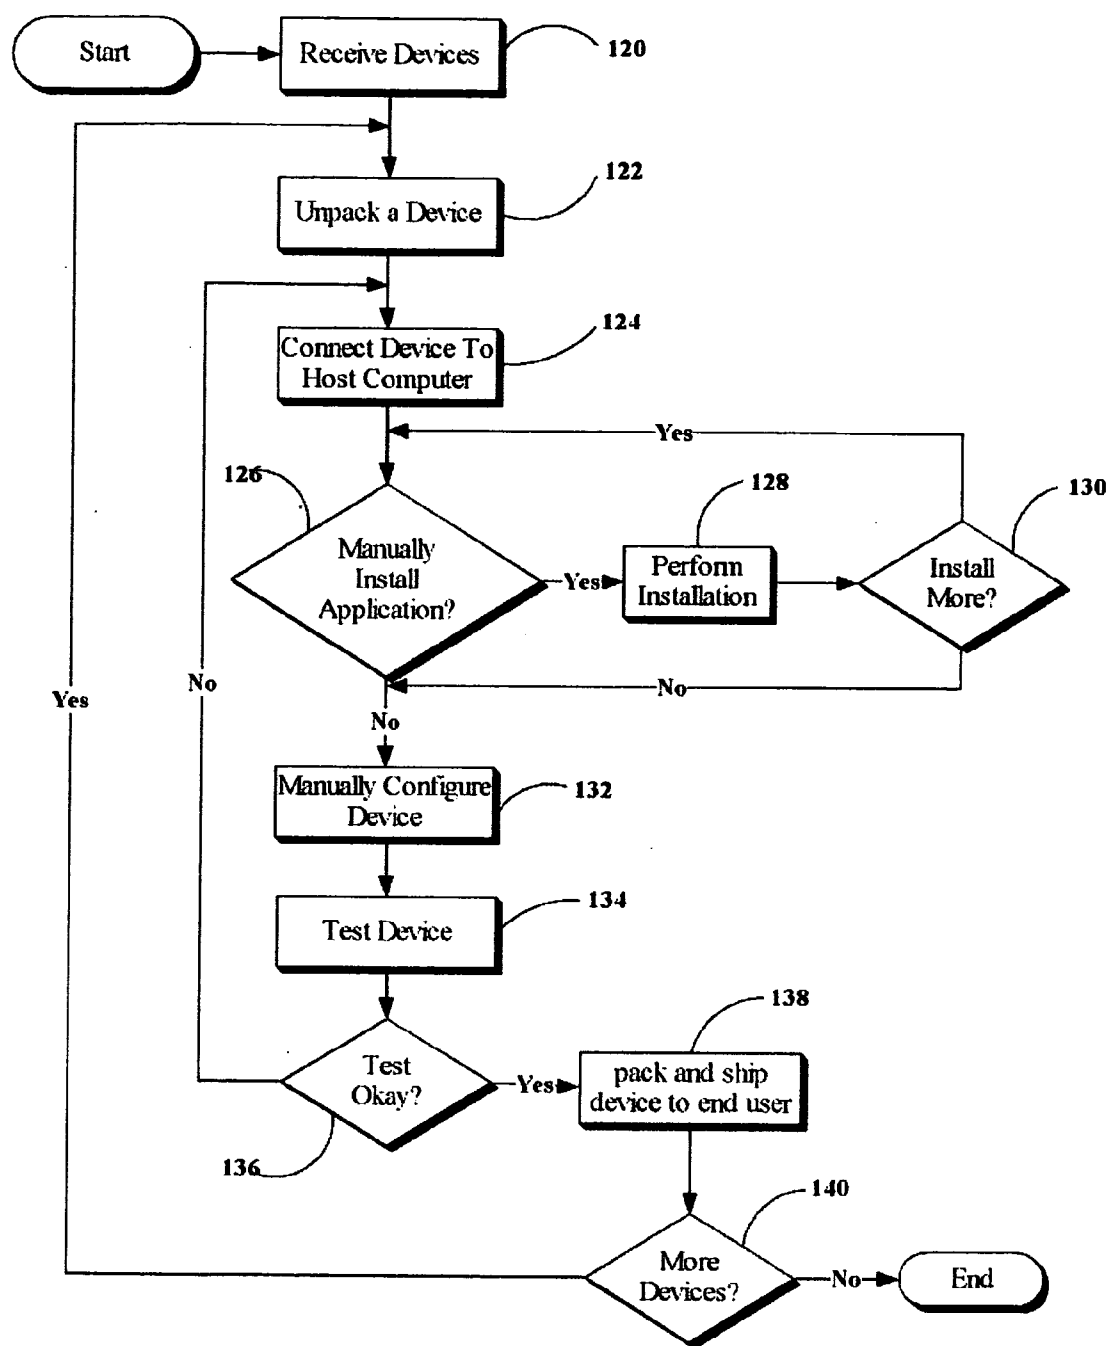 Start
Receive Devices
120
122
Unpack a Device
124
Connect Device To
Host Computer
Yes
126
128
130
Manually
Install
Application?
Yes
Perform
Installation
Install
More?
No
Yes
No
No
Manually Configure
Device
132
134
Test Device
138
Test
Okay?
Yes
pack and ship
device to end user
136
140
More
Devices?
No
End